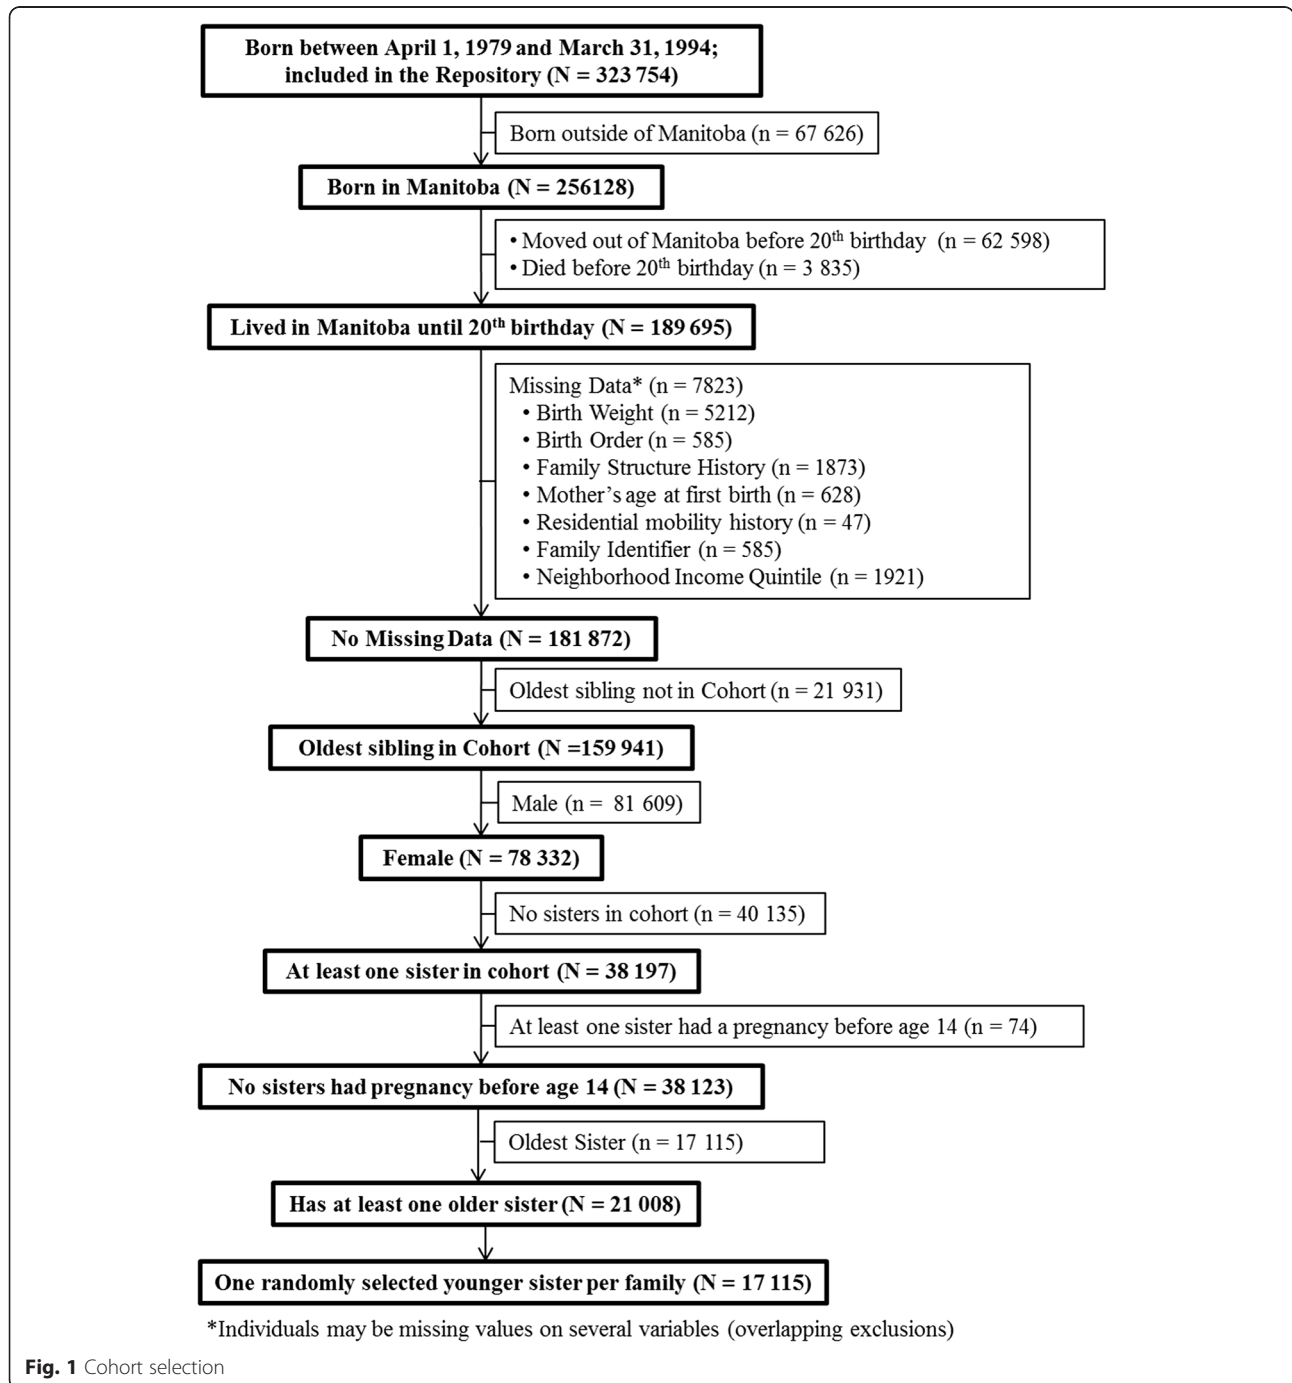 Born between April 1, 1979 and March 31, 1994;
included in the Repository (N = 323 754)
Born outside of Manitoba (n = 67 626)
Born in Manitoba (N = 256128)
• Moved out of Manitoba before 20th birthday (n = 62 598)
• Died before 20th birthday (n = 3 835)
Lived in Manitoba until 20th birthday (N = 189 695)
Missing Data* (n = 7823)
• Birth Weight (n = 5212)
• Birth Order (n = 585)
• Family Structure History (n = 1873)
• Mother's age at first birth (n = 628)
• Residential mobility history (n = 47)
• Family Identifier (n = 585)
• Neighborhood Income Quintile (n = 1921)
No Missing Data (N = 181 872)
Oldest sibling not in Cohort (n = 21 931)
Oldest sibling in Cohort (N =159 941)
Male (n = 81 609)
Female (N = 78 332)
No sisters in cohort (n = 40 135)
At least one sister in cohort (N = 38 197)
At least one sister had a pregnancy before age 14 (n = 74)
No sisters had pregnancy before age 14 (N = 38 123)
Oldest Sister (n = 17 115)
Has at least one older sister (N = 21 008)
One randomly selected younger sister per family (N = 17 115)
*Individuals may be missing values on several variables (overlapping exclusions)
Fig. 1 Cohort selection